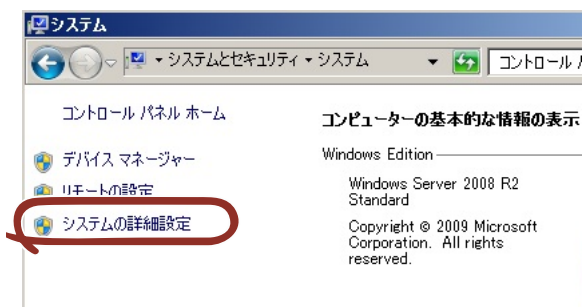 システム
システムとセキュリティ システム
コントロール パ
コントロール パネル ホーム
デバイス マネージャー
リモートの設定
システムの詳細設定
コンピューターの基本的な情報の表示
Windows Edition
Windows Server 2008 R2
Standard
Copyright © 2009 Microsoft
Corporation. All rights
reserved.